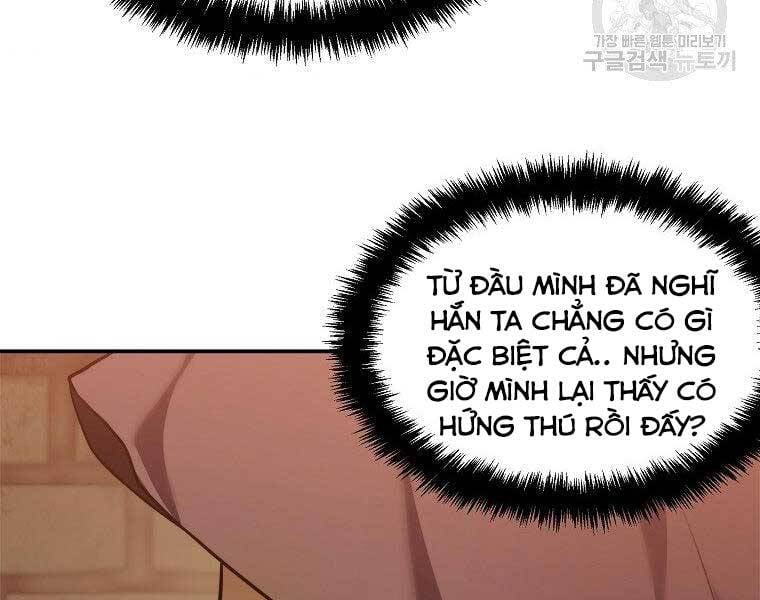 가장 빠른 웹툰 미리보기
구글검색 뉴토끼
TỪ ĐẦU MÌNH ĐÃ NGHĨ
HẮN TA CHẲNG CÓ GÌ
ĐẶC BIỆT CẢ.. NHƯNG
GIỜ MÌNH LẠI THẤY CÓ
HỨNG THÚ RỒI ĐẤY?